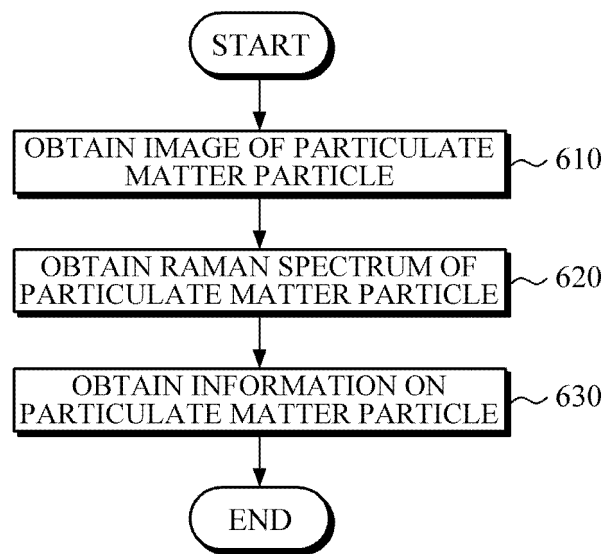 START
OBTAIN IMAGE OF PARTICULATE
MATTER PARTICLE
610
OBTAIN RAMAN SPECTRUM OF
PARTICULATE MATTER PARTICLE
620
OBTAIN INFORMATION ON
PARTICULATE MATTER PARTICLE
630
END